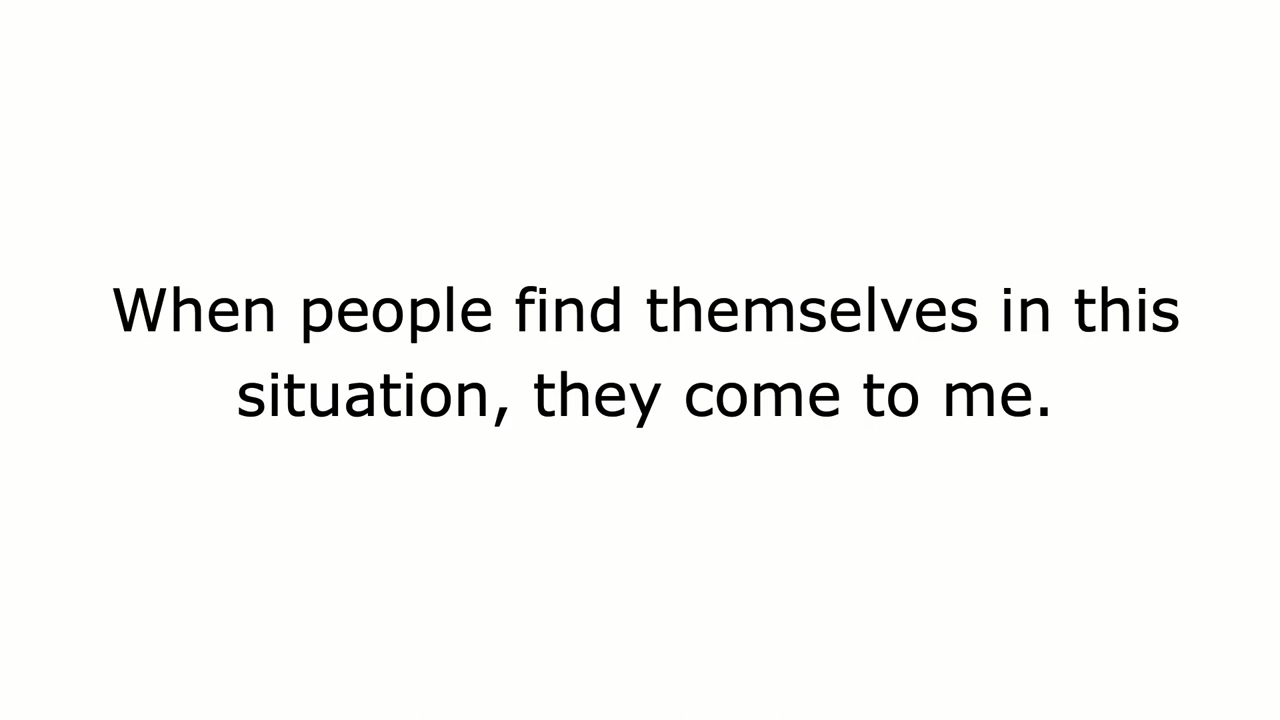 When people find themselves in this
situation, they come to me.